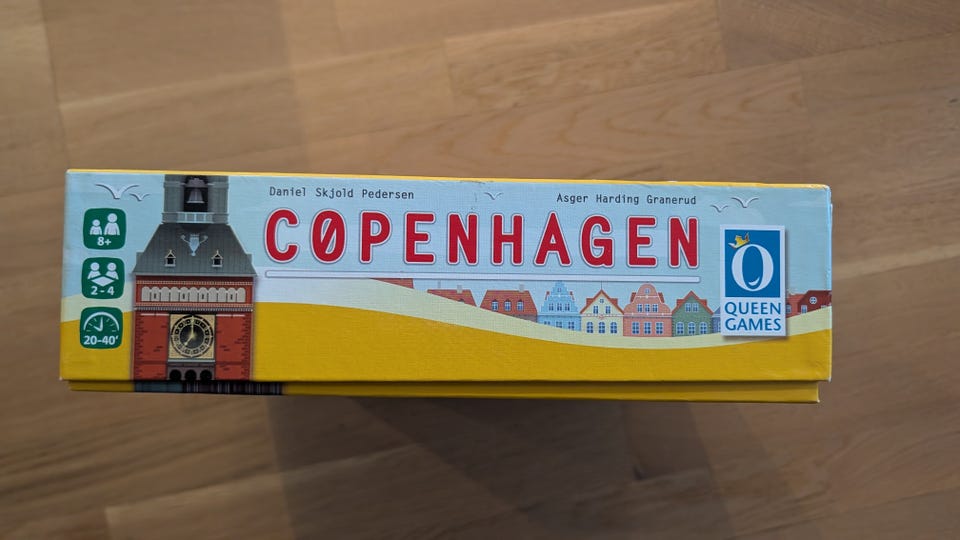 Daniel Skjold Pedersen
Asger Harding Granerud
CØPENHAGEN
8+
2 - 4
20-40'
QUEEN
GAMES